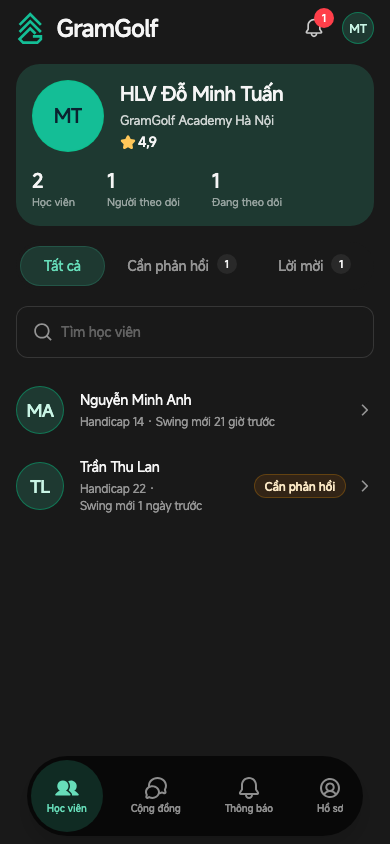 GramGolf
1
MT
MT
HLV Đỗ Minh Tuấn
GramGolf Academy Hà Nội
4,9
2
1
1
Học viên
Người theo dõi
Đang theo dõi
Tất cả
Cần phản hồi
1
Lời mời
1
Tìm học viên
MA
Nguyễn Minh Anh
Handicap 14 · Swing mới 21 giờ trước
TL
Trần Thu Lan
Handicap 22 ·
Swing mới 1 ngày trước
Cần phản hồi
Học viên
Cộng đồng
Thông báo
Hồ sơ